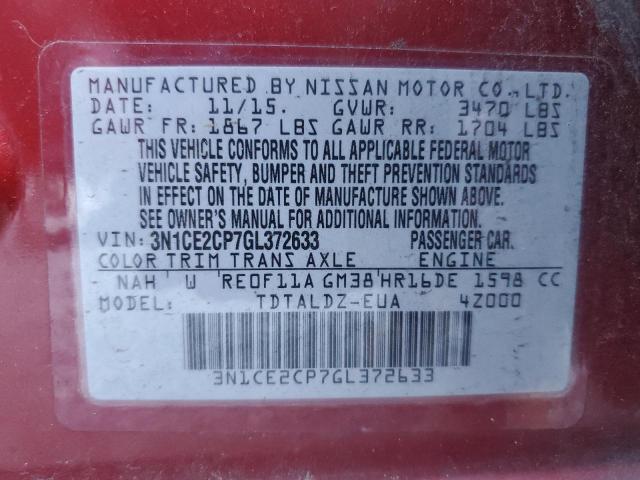 MANUFACTURED BY NISSAN MOTOR CO., LTD.
DATE: 11/15. GVWR: 3470 LBS
GAWR FR: 1867 LBS GAWR RR: 1704 LBS
THIS VEHICLE CONFORMS TO ALL APPLICABLE FEDERAL MOTOR
VEHICLE SAFETY, BUMPER AND THEFT PREVENTION STANDARDS
IN EFFECT ON THE DATE OF MANUFACTURE SHOWN ABOVE.
SEE OWNER'S MANUAL FOR ADDITIONAL INFORMATION.
VIN: 3N1CE2CP7GL372633 PASSENGER CAR.
COLOR TRIM TRANS AXLE ENGINE
NAH W RE0F11A GM38 HR16DE 1598 CC
MODEL: TDTALDZ-EUA 4Z000
3N1CE2CP7GL372633